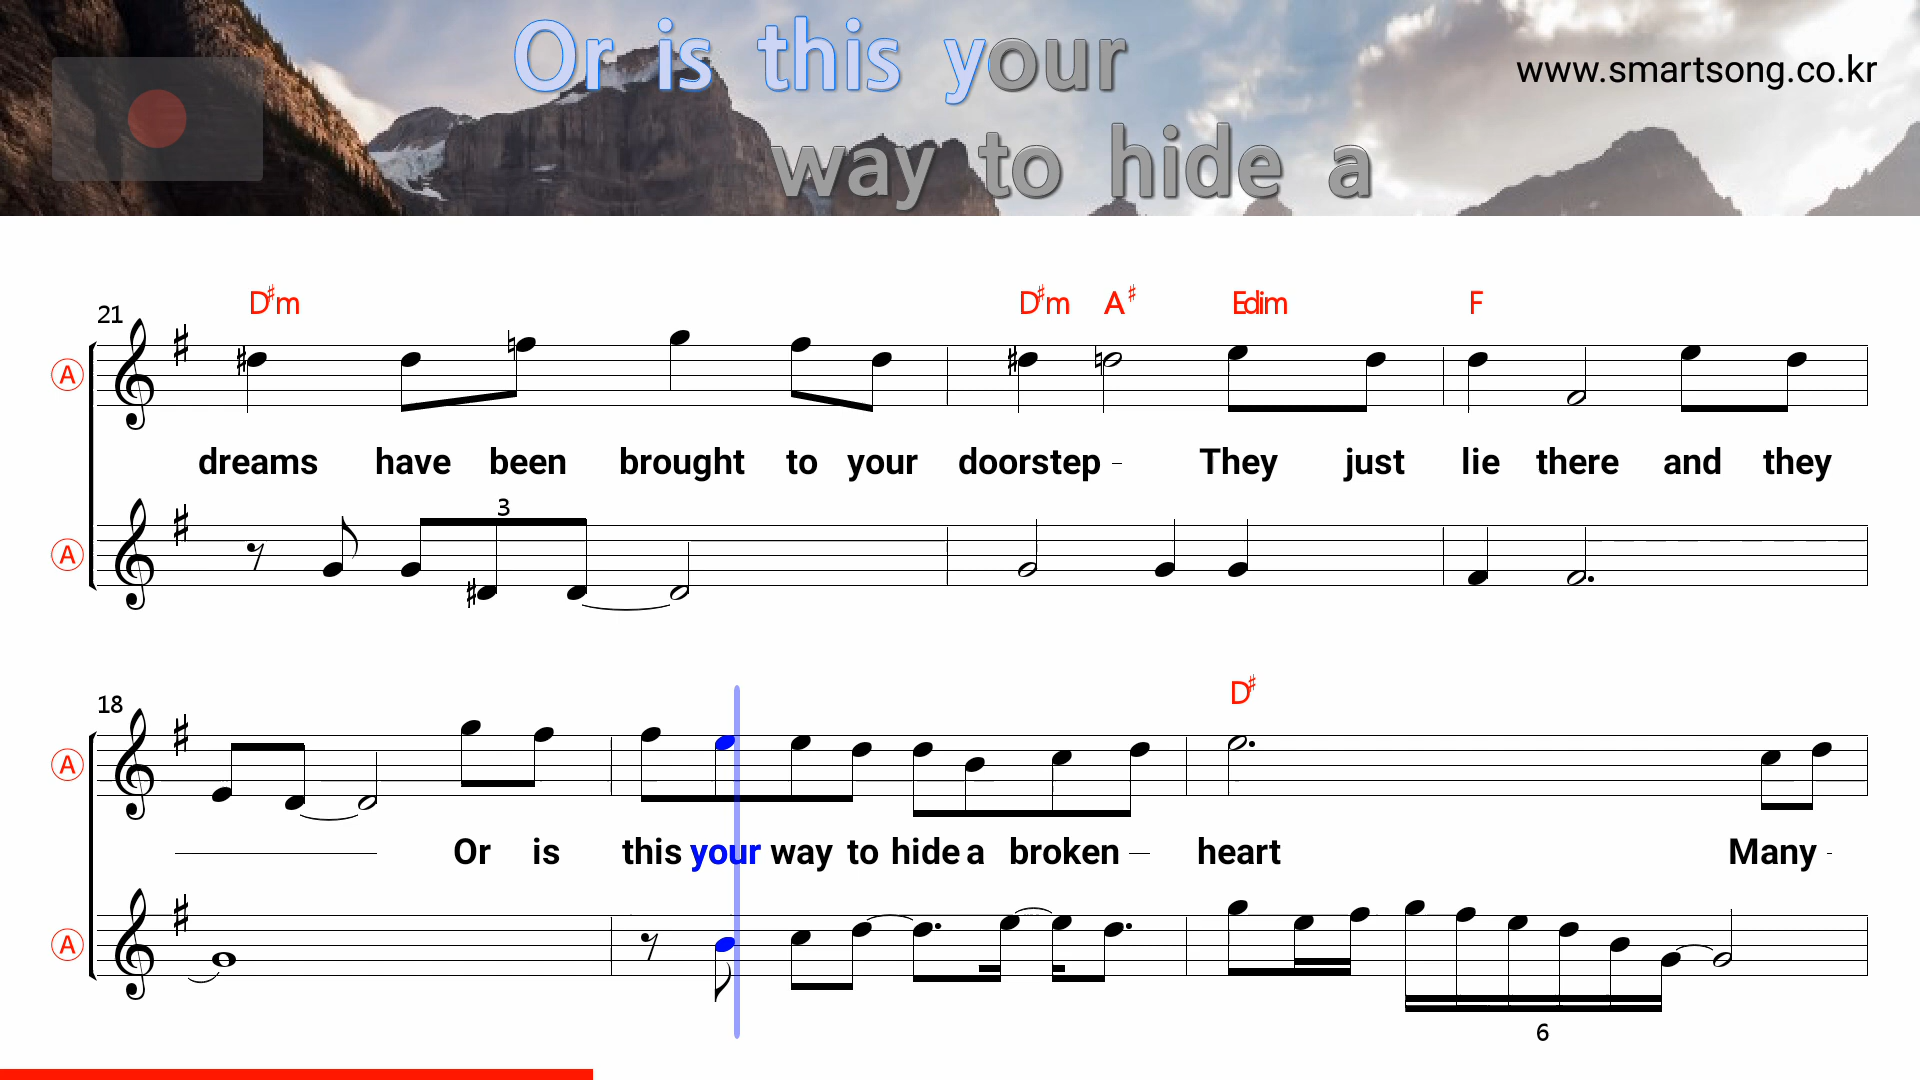 Or is this your
www.smartsong.co.kr
way to hide a
D♯m D♯m A♯ Edim F
21
A
dreams have been brought to your doorstep - They just lie there and they
3
A
D♯
18
A
Or is this your way to hide a broken — heart Many -
A
6